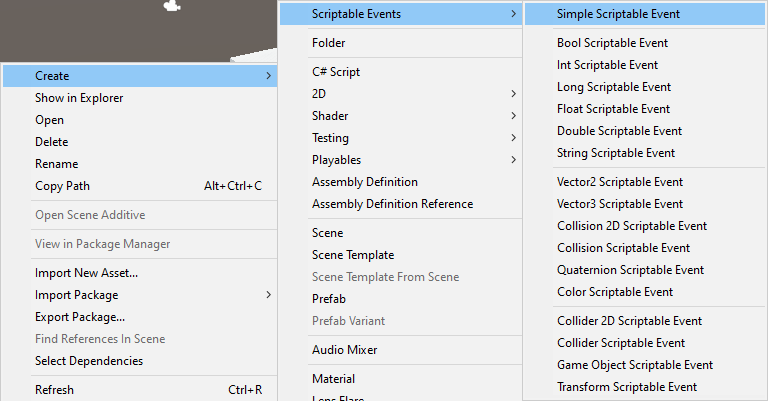 Create
Show in Explorer
Open
Delete
Rename
Copy Path Alt+Ctrl+C
Open Scene Additive
View in Package Manager
Import New Asset...
Import Package
Export Package...
Find References In Scene
Select Dependencies
Refresh Ctrl+R
Scriptable Events
Folder
C# Script
2D
Shader
Testing
Playables
Assembly Definition
Assembly Definition Reference
Scene
Scene Template
Scene Template From Scene
Prefab
Prefab Variant
Audio Mixer
Material
Lens Flare
Simple Scriptable Event
Bool Scriptable Event
Int Scriptable Event
Long Scriptable Event
Float Scriptable Event
Double Scriptable Event
String Scriptable Event
Vector2 Scriptable Event
Vector3 Scriptable Event
Collision 2D Scriptable Event
Collision Scriptable Event
Quaternion Scriptable Event
Color Scriptable Event
Collider 2D Scriptable Event
Collider Scriptable Event
Game Object Scriptable Event
Transform Scriptable Event